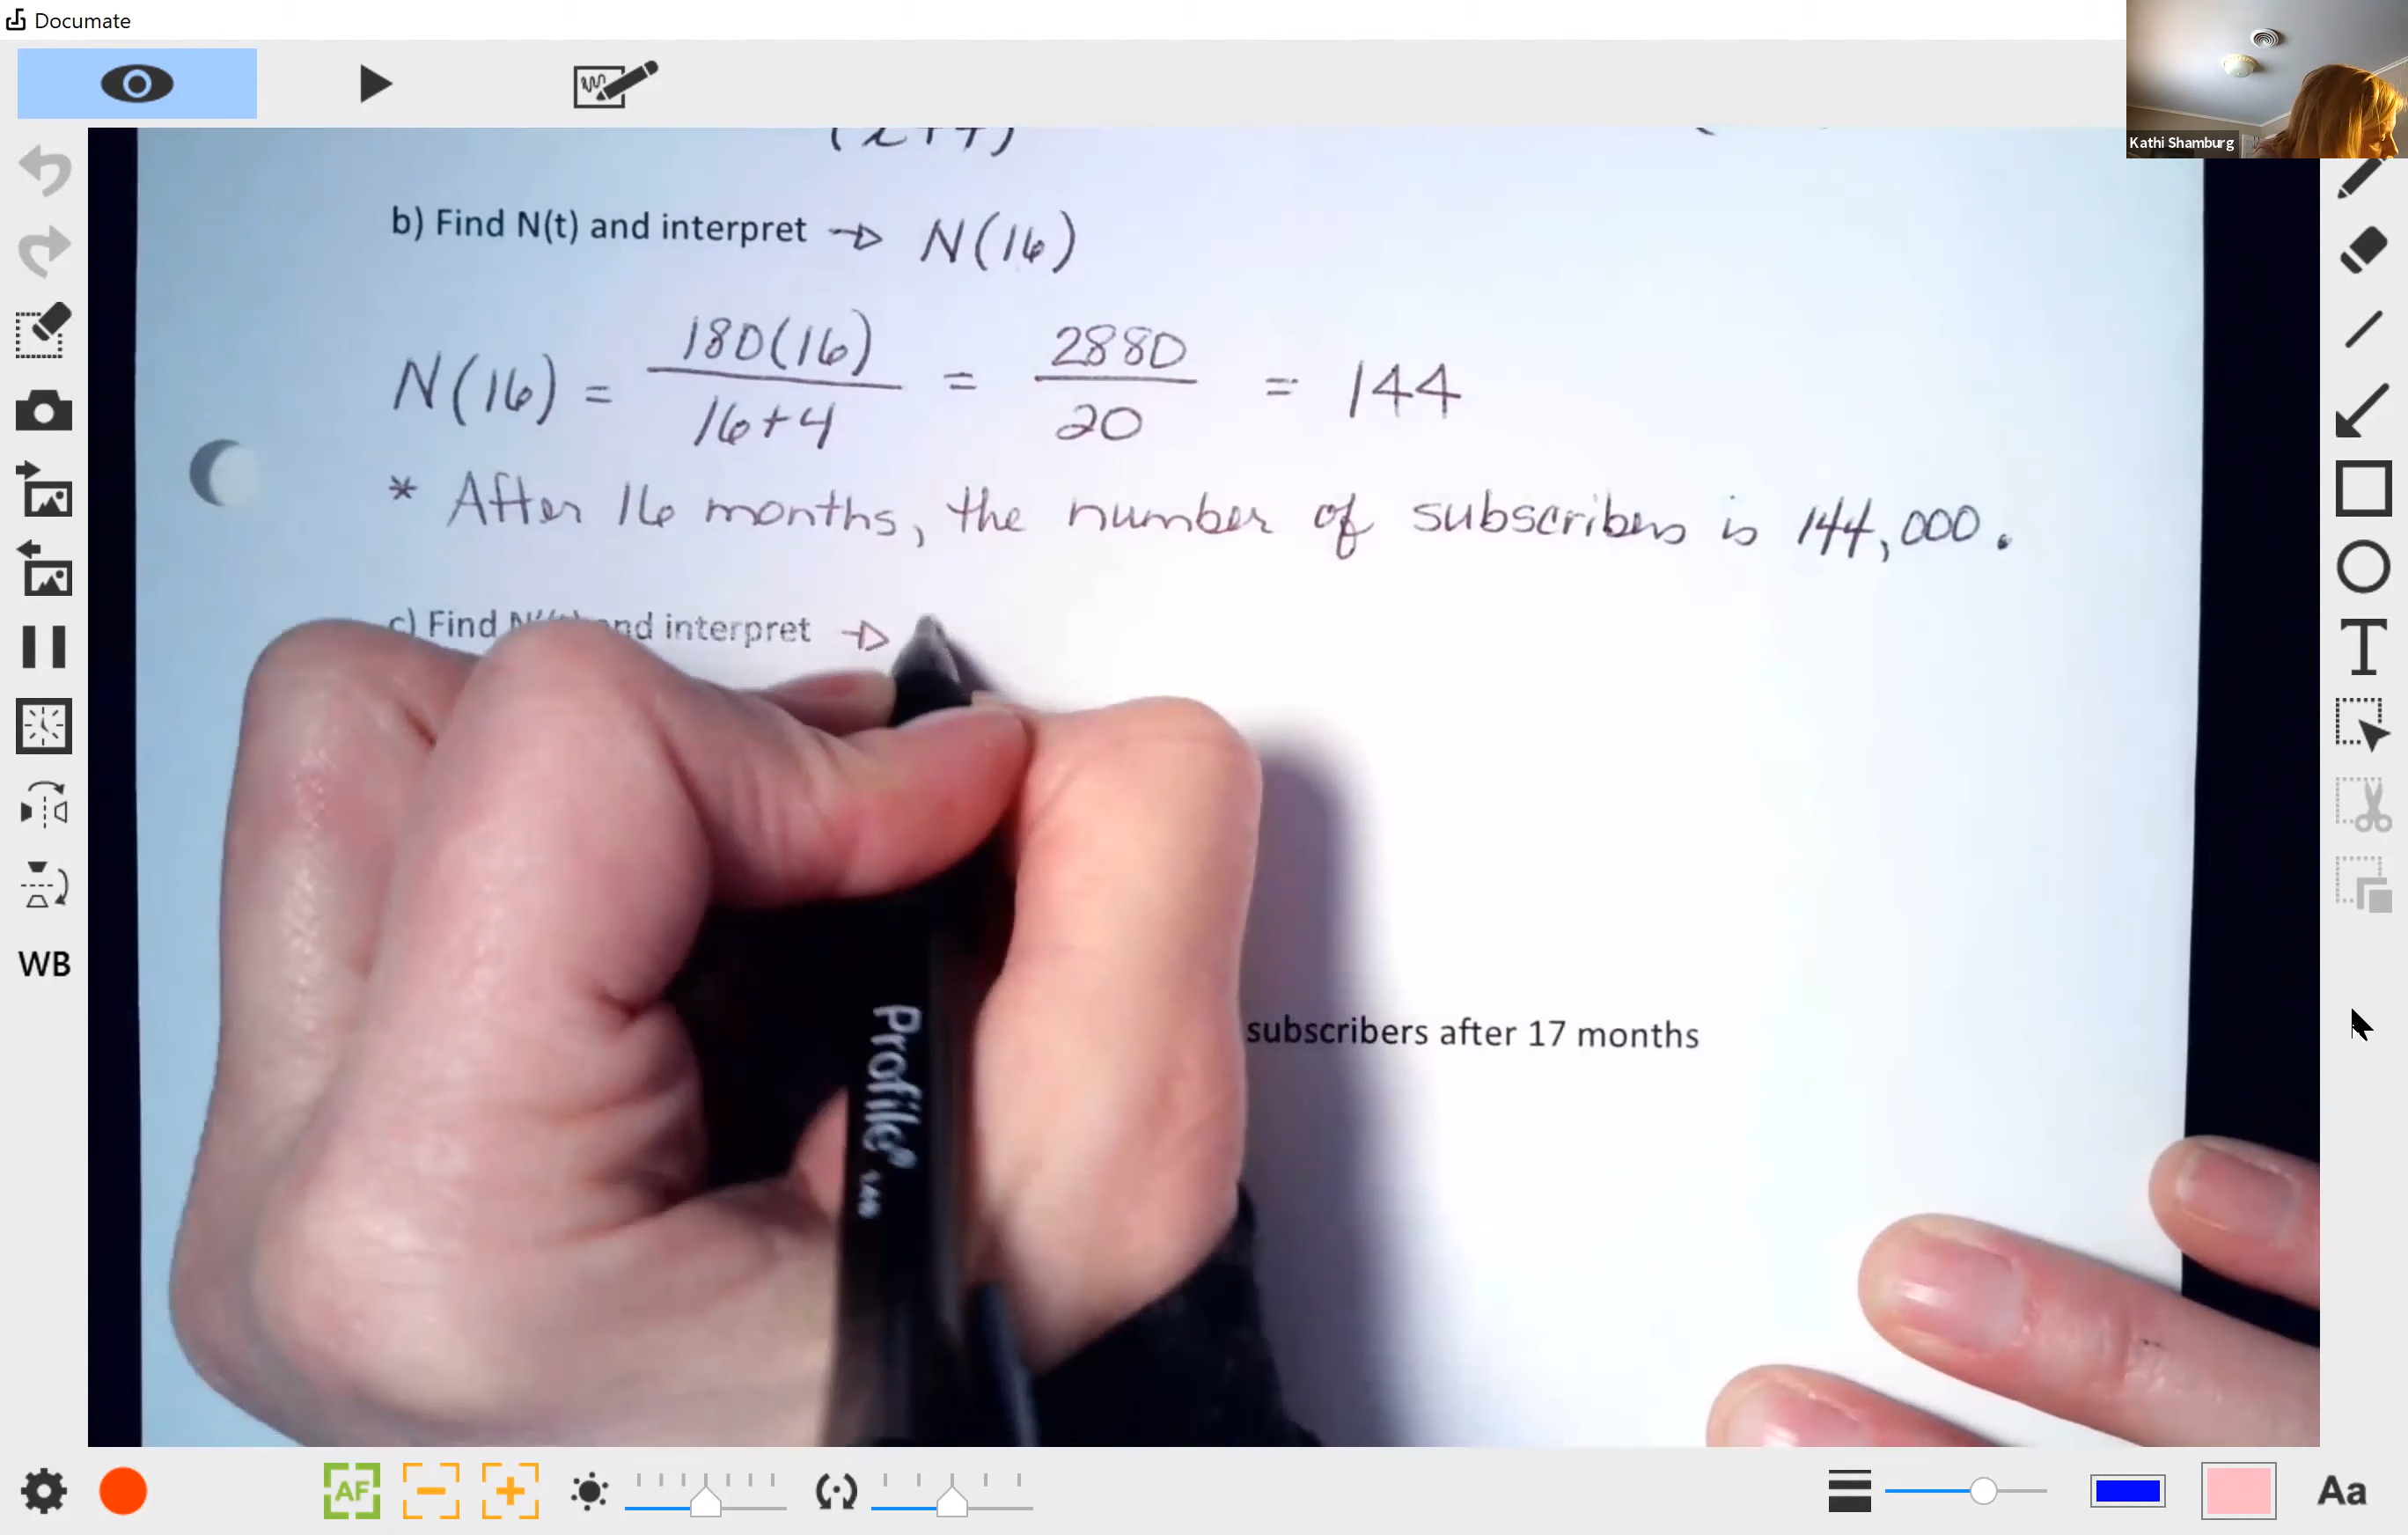 Documate
Kathi Shamburg
b) Find N(t) and interpret → N(16)
N(16) = 180(16) / 16+4 = 2880 / 20 = 144
* After 16 months, the number of subscribers is 144,000.
c) Find and interpret →
subscribers after 17 months
Profile
WB
T
AF
Aa